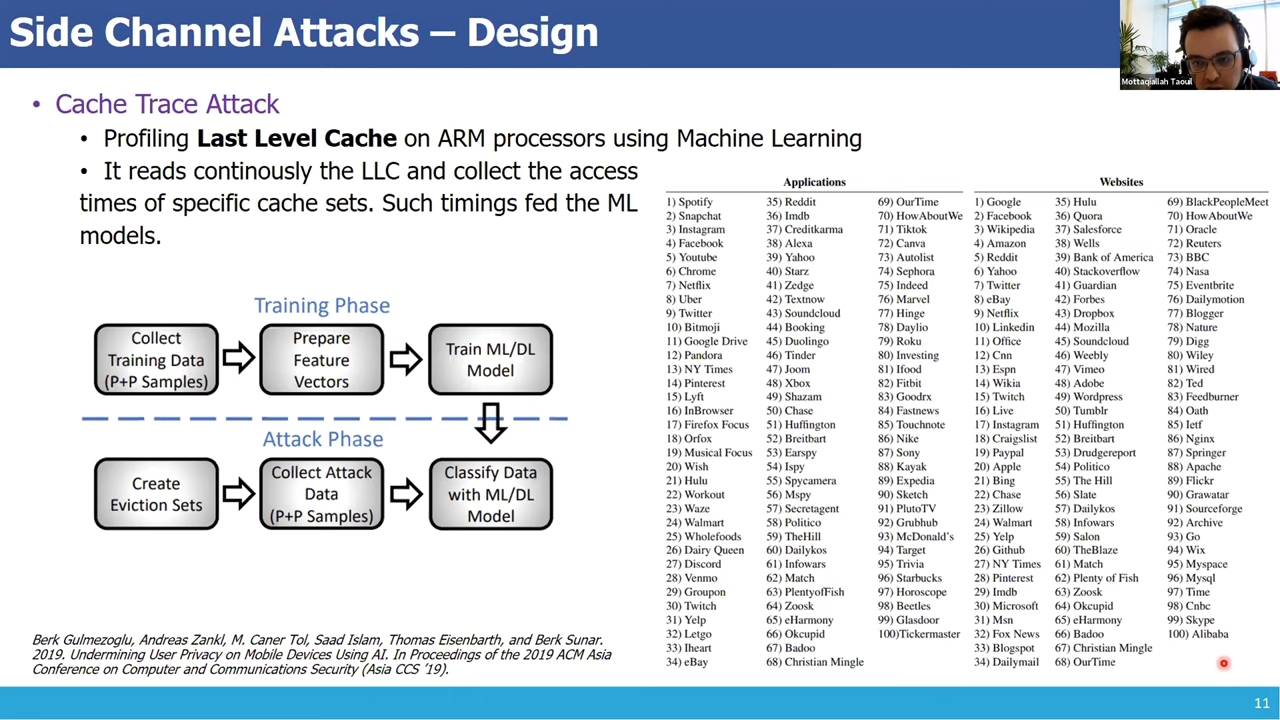 Side Channel Attacks – Design
Mottaqiallah Taouil
• Cache Trace Attack
• Profiling Last Level Cache on ARM processors using Machine Learning
• It reads continously the LLC and collect the access
times of specific cache sets. Such timings fed the ML
models.
Training Phase
Collect
Training Data
(P+P Samples)
Prepare
Feature
Vectors
Train ML/DL
Model
Attack Phase
Create
Eviction Sets
Collect Attack
Data
(P+P Samples)
Classify Data
with ML/DL
Model
Applications
1) Spotify
2) Snapchat
3) Instagram
4) Facebook
5) Youtube
6) Chrome
7) Netflix
8) Uber
9) Twitter
10) Bitmoji
11) Google Drive
12) Pandora
13) NY Times
14) Pinterest
15) Lyft
16) InBrowser
17) Firefox Focus
18) Orfox
19) Musical Focus
20) Wish
21) Hulu
22) Workout
23) Waze
24) Walmart
25) Wholefoods
26) Dairy Queen
27) Discord
28) Venmo
29) Groupon
30) Twitch
31) Yelp
32) Letgo
33) Iheart
34) eBay
35) Reddit
36) Imdb
37) Creditkarma
38) Alexa
39) Yahoo
40) Starz
41) Zedge
42) Textnow
43) Soundcloud
44) Booking
45) Duolingo
46) Tinder
47) Joom
48) Xbox
49) Shazam
50) Chase
51) Huffington
52) Breitbart
53) Earspy
54) Ispy
55) Spycamera
56) Mspy
57) Secretagent
58) Politico
59) TheHill
60) Dailykos
61) Infowars
62) Match
63) PlentyofFish
64) Zoosk
65) eHarmony
66) Okcupid
67) Badoo
68) Christian Mingle
69) OurTime
70) HowAboutWe
71) Tiktok
72) Canva
73) Autolist
74) Sephora
75) Indeed
76) Marvel
77) Hinge
78) Daylio
79) Roku
80) Investing
81) Ifood
82) Fitbit
83) Goodrx
84) Fastnews
85) Touchnote
86) Nike
87) Sony
88) Kayak
89) Expedia
90) Sketch
91) PlutoTV
92) Grubhub
93) McDonald's
94) Target
95) Trivia
96) Starbucks
97) Horoscope
98) Beetles
99) Glasdoor
100)Tickermaster
Websites
1) Google
2) Facebook
3) Wikipedia
4) Amazon
5) Reddit
6) Yahoo
7) Twitter
8) eBay
9) Netflix
10) Linkedin
11) Office
12) Cnn
13) Espn
14) Wikia
15) Twitch
16) Live
17) Instagram
18) Craigslist
19) Paypal
20) Apple
21) Bing
22) Chase
23) Zillow
24) Walmart
25) Yelp
26) Github
27) NY Times
28) Pinterest
29) Imdb
30) Microsoft
31) Msn
32) Fox News
33) Blogspot
34) Dailymail
35) Hulu
36) Quora
37) Salesforce
38) Wells
39) Bank of America
40) Stackoverflow
41) Guardian
42) Forbes
43) Dropbox
44) Mozilla
45) Soundcloud
46) Weebly
47) Vimeo
48) Adobe
49) Wordpress
50) Tumblr
51) Huffington
52) Breitbart
53) Drudgereport
54) Politico
55) The Hill
56) Slate
57) Dailykos
58) Infowars
59) Salon
60) TheBlaze
61) Match
62) Plenty of Fish
63) Zoosk
64) Okcupid
65) eHarmony
66) Badoo
67) Christian Mingle
68) OurTime
69) BlackPeopleMeet
70) HowAboutWe
71) Oracle
72) Reuters
73) BBC
74) Nasa
75) Eventbrite
76) Dailymotion
77) Blogger
78) Nature
79) Digg
80) Wiley
81) Wired
82) Ted
83) Feedburner
84) Oath
85) Ietf
86) Nginx
87) Springer
88) Apache
89) Flickr
90) Grawatar
91) Sourceforge
92) Archive
93) Go
94) Wix
95) Myspace
96) Mysql
97) Time
98) Cnbc
99) Skype
100) Alibaba
Berk Gulmezoglu, Andreas Zankl, M. Caner Tol, Saad Islam, Thomas Eisenbarth, and Berk Sunar.
2019. Undermining User Privacy on Mobile Devices Using AI. In Proceedings of the 2019 ACM Asia
Conference on Computer and Communications Security (Asia CCS '19).
11